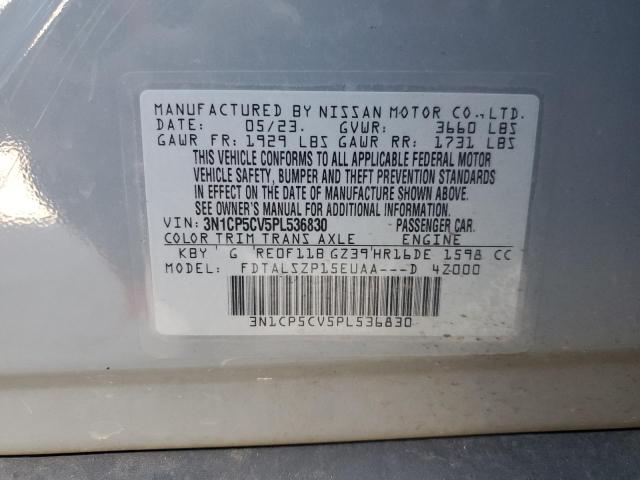 MANUFACTURED BY NISSAN MOTOR CO., LTD.
DATE: 05/23. GVWR: 3660 LBS
GAWR FR: 1929 LBS GAWR RR: 1731 LBS
THIS VEHICLE CONFORMS TO ALL APPLICABLE FEDERAL MOTOR
VEHICLE SAFETY, BUMPER AND THEFT PREVENTION STANDARDS
IN EFFECT ON THE DATE OF MANUFACTURE SHOWN ABOVE.
SEE OWNER'S MANUAL FOR ADDITIONAL INFORMATION.
VIN: 3N1CP5CV5PL536830 PASSENGER CAR.
COLOR TRIM TRANS AXLE ENGINE
KBY G RE0F11B GZ39 HR16DE 1598 CC
MODEL: FDTALSZP15EUAA---D 4Z000
3N1CP5CV5PL536830